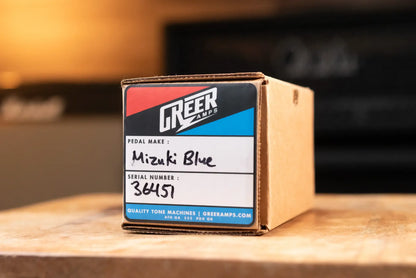 GREER
AMPS
PEDAL MAKE :
Mizuki Blue
SERIAL NUMBER :
36451
QUALITY TONE MACHINES | GREERAMPS.COM